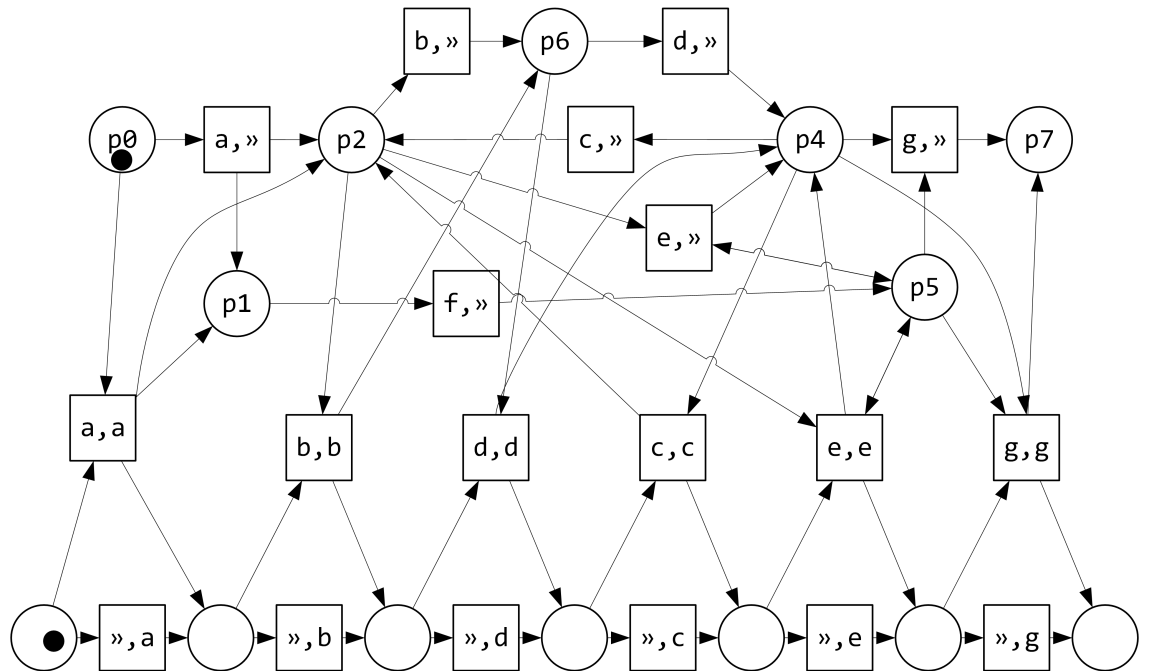 b,» p6 d,»
p0 a,» p2 c,» p4 g,» p7
e,»
p1 f,» p5
a,a b,b d,d c,c e,e g,g
»,a »,b »,d »,c »,e »,g